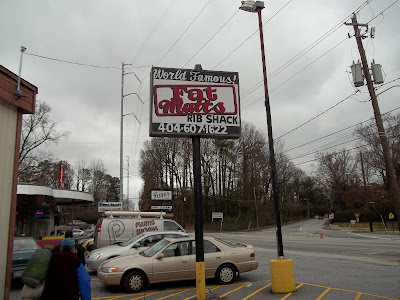 World Famous!
Fat
Matt's
RIB SHACK
404-607-1622